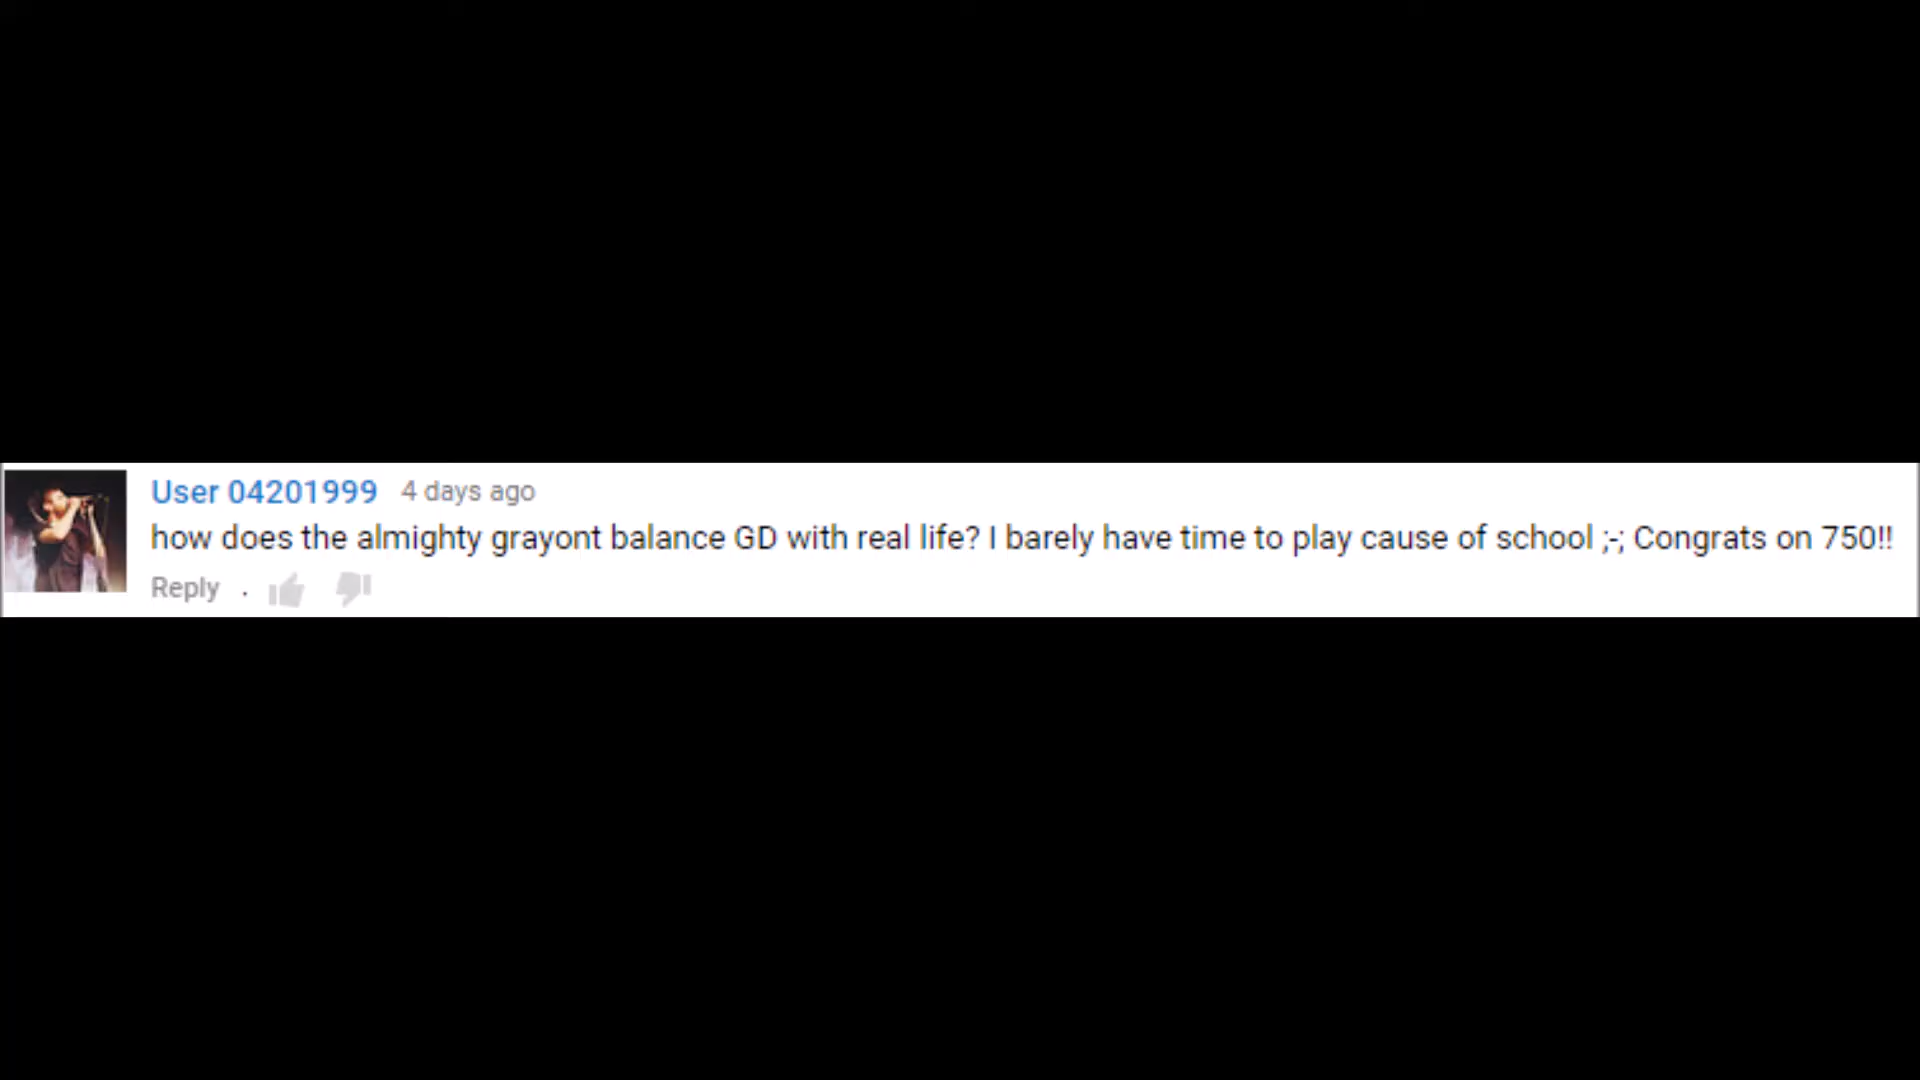 User 04201999 4 days ago
how does the almighty grayont balance GD with real life? I barely have time to play cause of school ;-; Congrats on 750!!
Reply .